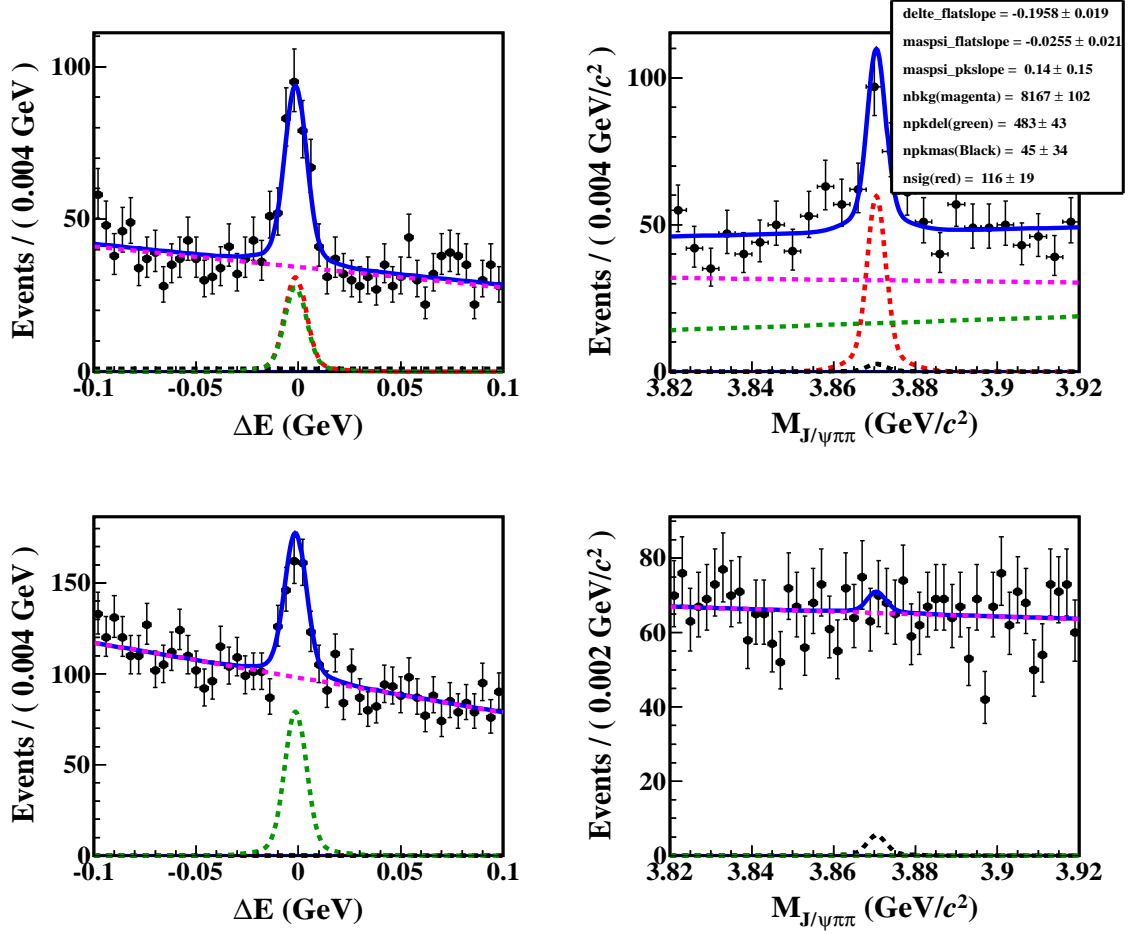 delte_flatslope = -0.1958 ± 0.019
maspsi_flatslope = -0.0255 ± 0.021
maspsi_pkslope = 0.14 ± 0.15
nbkg(magenta) = 8167 ± 102
npkdel(green) = 483 ± 43
npkmas(Black) = 45 ± 34
nsig(red) = 116 ± 19
Events / ( 0.004 GeV )
100
50
0
-0.1 -0.05 0 0.05 0.1
ΔE (GeV)
Events / ( 0.004 GeV/c² )
100
50
0
3.82 3.84 3.86 3.88 3.9 3.92
M_J/ψππ (GeV/c²)
Events / ( 0.004 GeV )
150
100
50
0
-0.1 -0.05 0 0.05 0.1
ΔE (GeV)
Events / ( 0.002 GeV/c² )
80
60
40
20
0
3.82 3.84 3.86 3.88 3.9 3.92
M_J/ψππ (GeV/c²)